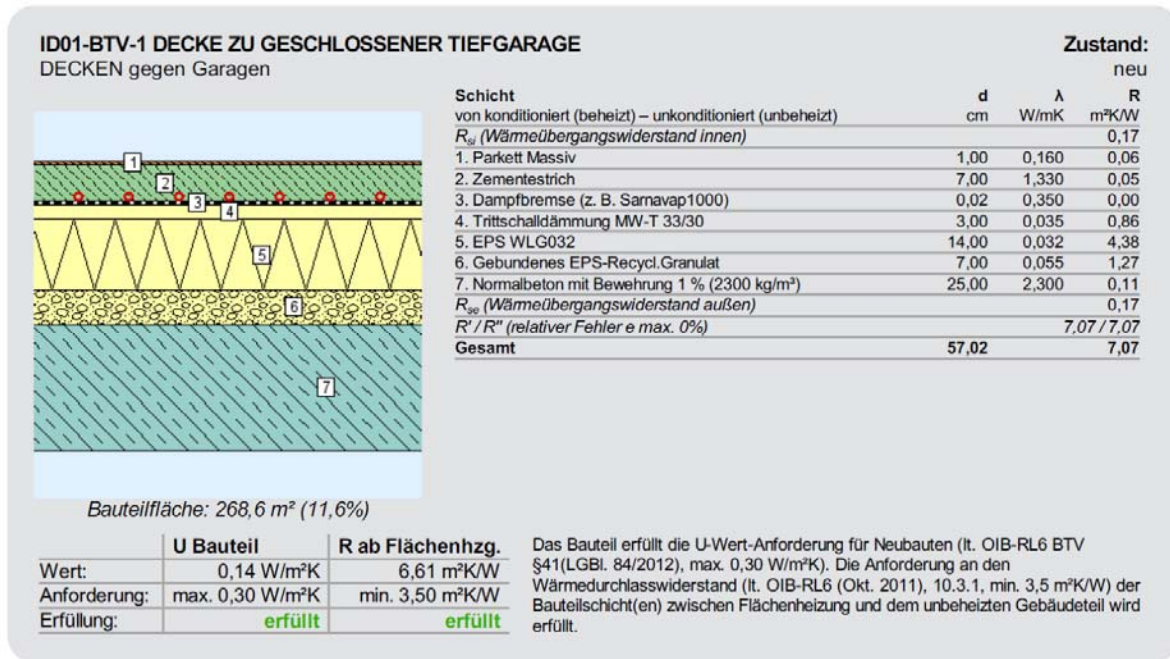 ID01-BTV-1 DECKE ZU GESCHLOSSENER TIEFGARAGE
DECKEN gegen Garagen
Zustand:
neu
Schicht d λ R
von konditioniert (beheizt) – unkonditioniert (unbeheizt) cm W/mK m²K/W
Rsi (Wärmeübergangswiderstand innen) 0,17
1. Parkett Massiv 1,00 0,160 0,06
2. Zementestrich 7,00 1,330 0,05
3. Dampfbremse (z. B. Sarnavap1000) 0,02 0,350 0,00
4. Trittschalldämmung MW-T 33/30 3,00 0,035 0,86
5. EPS WLG032 14,00 0,032 4,38
6. Gebundenes EPS-Recycl.Granulat 7,00 0,055 1,27
7. Normalbeton mit Bewehrung 1 % (2300 kg/m³) 25,00 2,300 0,11
Rse (Wärmeübergangswiderstand außen) 0,17
R' / R" (relativer Fehler e max. 0%) 7,07 / 7,07
Gesamt 57,02 7,07
1
2
3
4
5
6
7
Bauteilfläche: 268,6 m² (11,6%)
U Bauteil R ab Flächenhzg.
Wert: 0,14 W/m²K 6,61 m²K/W
Anforderung: max. 0,30 W/m²K min. 3,50 m²K/W
Erfüllung: erfüllt erfüllt
Das Bauteil erfüllt die U-Wert-Anforderung für Neubauten (lt. OIB-RL6 BTV
§41(LGBl. 84/2012), max. 0,30 W/m²K). Die Anforderung an den
Wärmedurchlasswiderstand (lt. OIB-RL6 (Okt. 2011), 10.3.1, min. 3,5 m²K/W) der
Bauteilschicht(en) zwischen Flächenheizung und dem unbeheizten Gebäudeteil wird
erfüllt.